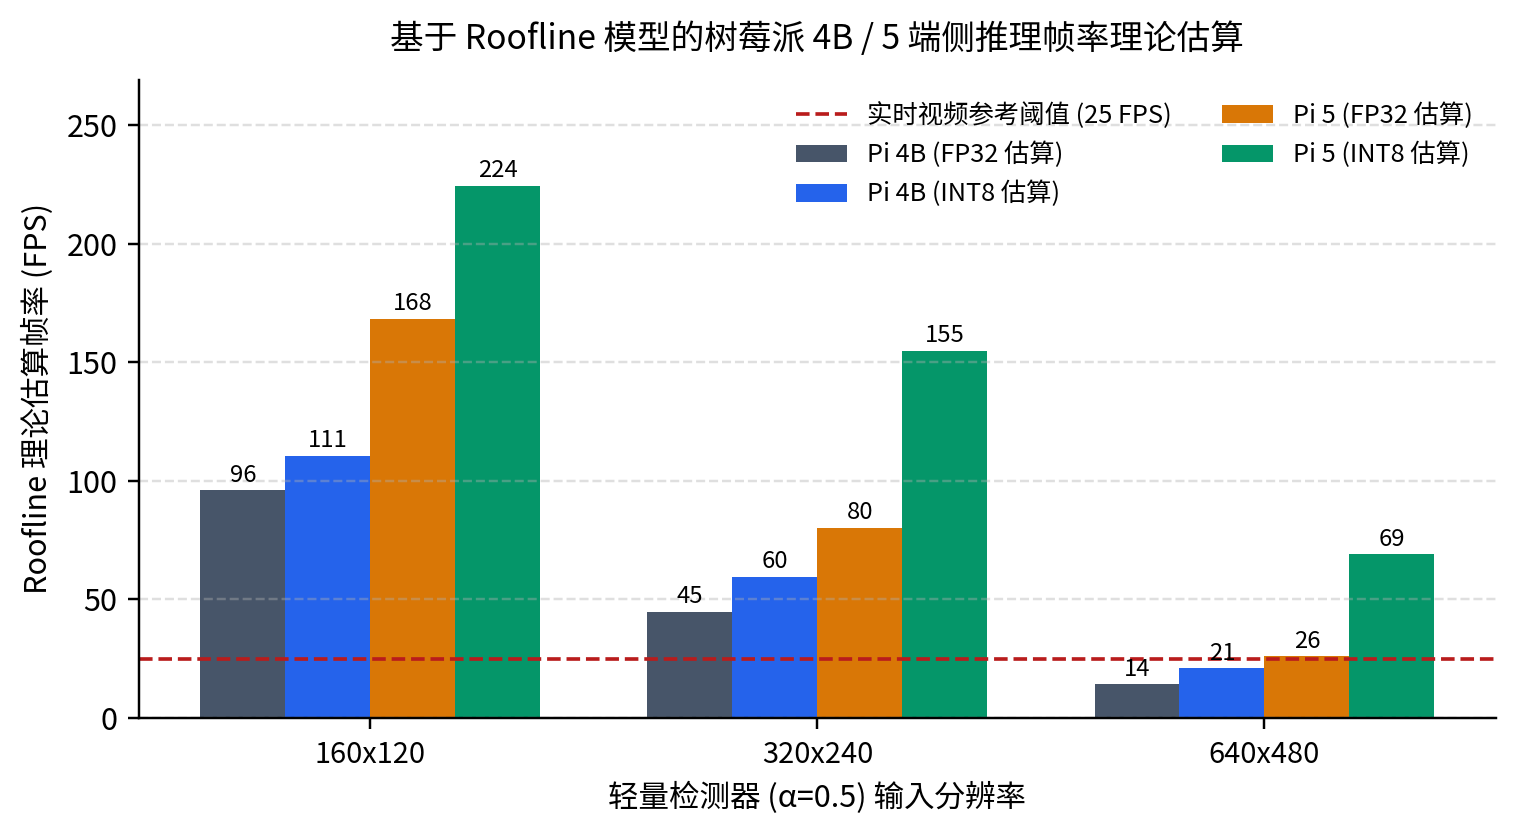 基于 Roofline 模型的树莓派 4B / 5 端侧推理帧率理论估算
实时视频参考阈值 (25 FPS)
Pi 4B (FP32 估算)
Pi 4B (INT8 估算)
Pi 5 (FP32 估算)
Pi 5 (INT8 估算)
Roofline 理论估算帧率 (FPS)
250
200
150
100
50
0
96
111
168
224
45
60
80
155
14
21
26
69
160x120
320x240
640x480
轻量检测器 (α=0.5) 输入分辨率